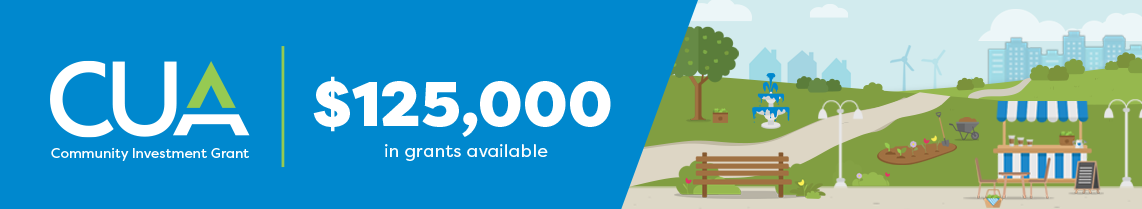 CUA
Community Investment Grant
$125,000
in grants available